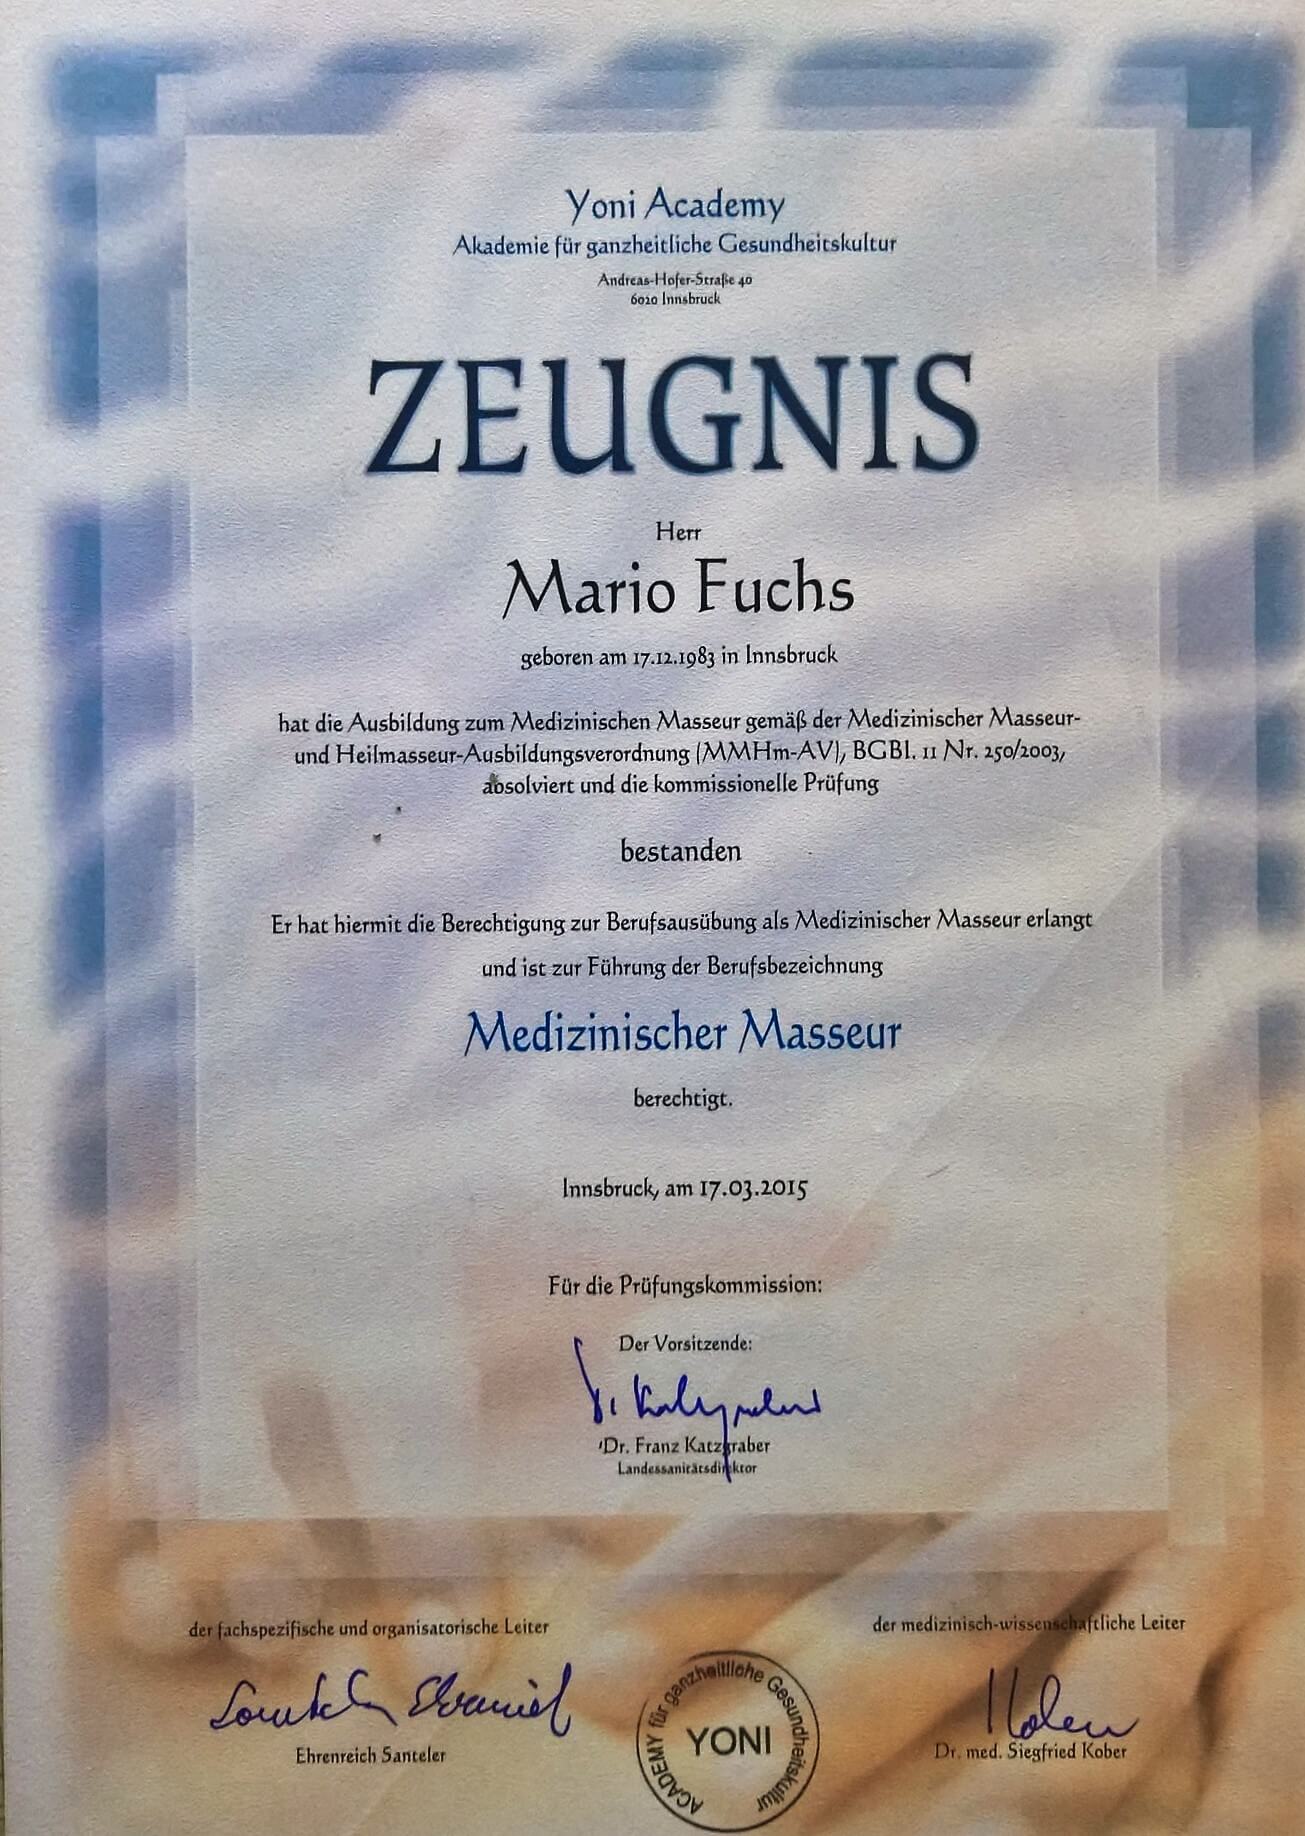 Yoni Academy
Akademie für ganzheitliche Gesundheitskultur
Andreas-Hofer-Straße 40
6020 Innsbruck
ZEUGNIS
Herr
Mario Fuchs
geboren am 17.12.1983 in Innsbruck
hat die Ausbildung zum Medizinischen Masseur gemäß der Medizinischer Masseur-
und Heilmasseur-Ausbildungsverordnung (MMHm-AV), BGBl. II Nr. 250/2003,
absolviert und die kommissionelle Prüfung
bestanden
Er hat hiermit die Berechtigung zur Berufsausübung als Medizinischer Masseur erlangt
und ist zur Führung der Berufsbezeichnung
Medizinischer Masseur
berechtigt.
Innsbruck, am 17.03.2015
Für die Prüfungskommission:
Der Vorsitzende:
Dr. Franz Katzgraber
Landessanitätsdirektor
der fachspezifische und organisatorische Leiter
Ehrenreich Santeler
ACADEMY für ganzheitliche Gesundheitskultur
YONI
der medizinisch-wissenschaftliche Leiter
Kober
Dr. med. Siegfried Kober